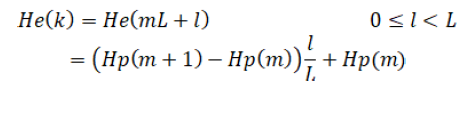 He(k) = He(mL + l) 0 ≤ l < L
= (Hp(m + 1) − Hp(m)) l/L + Hp(m)